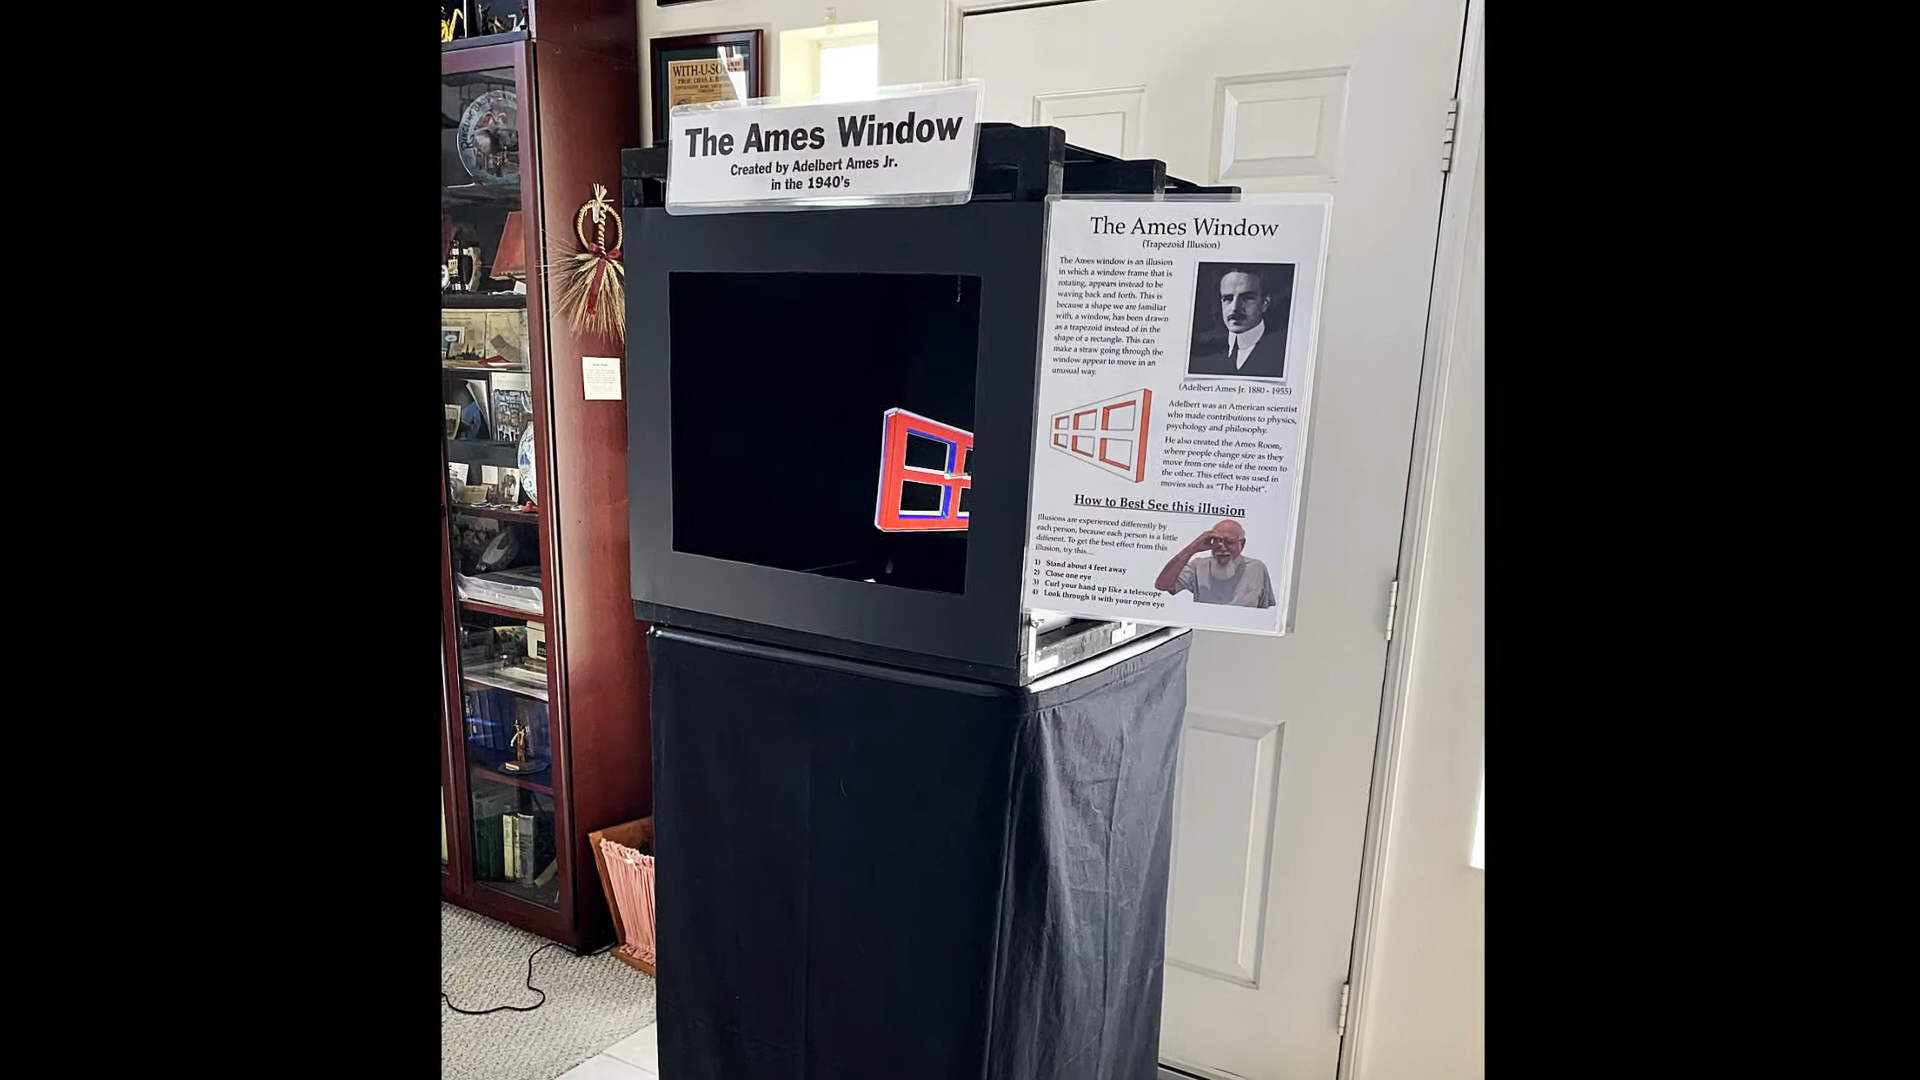 WITH-U-SO
PROF. CHAS. E.
The Ames Window
Created by Adelbert Ames Jr.
in the 1940's
The Ames Window
(Trapezoid Illusion)
The Ames window is an illusion
in which a window frame that is
rotating, appears instead to be
waving back and forth. This is
because a shape we are familiar
with, a window, has been drawn
as a trapezoid instead of in the
shape of a rectangle. This can
make a straw going through the
window appear to move in an
unusual way.
(Adelbert Ames Jr. 1880 - 1955)
Adelbert was an American scientist
who made contributions to physics,
psychology and philosophy.
He also created the Ames Room,
where people change size as they
move from one side of the room to
the other. This effect was used in
movies such as "The Hobbit".
How to Best See this illusion
Illusions are experienced differently by
each person, because each person is a little
different. To get the best effect from this
illusion, try this....
1) Stand about 4 feet away
2) Close one eye
3) Curl your hand up like a telescope
4) Look through it with your open eye